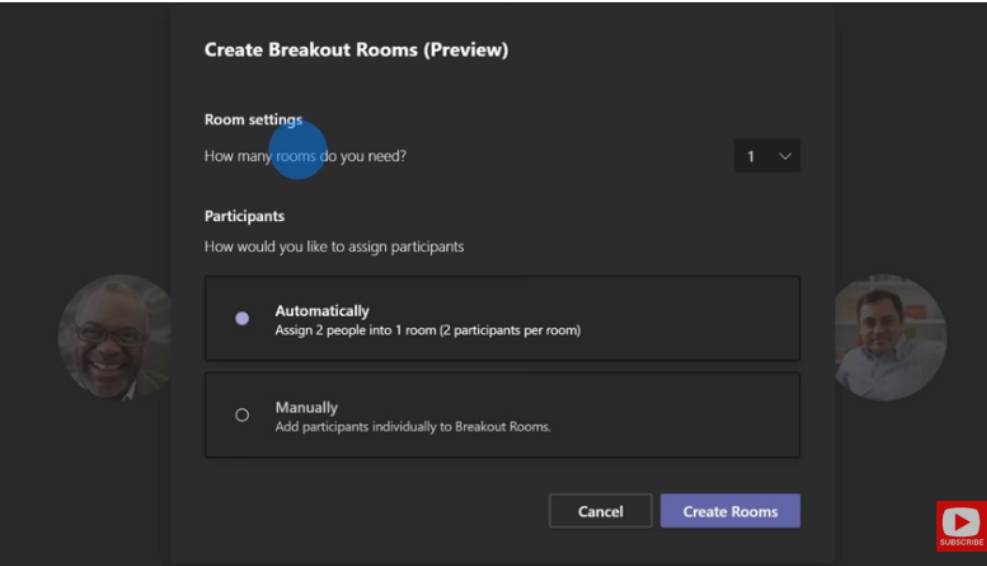 Create Breakout Rooms (Preview)
Room settings
How many rooms do you need?
1
Participants
How would you like to assign participants
Automatically
Assign 2 people into 1 room (2 participants per room)
Manually
Add participants individually to Breakout Rooms.
Cancel
Create Rooms
SUBSCRIBE